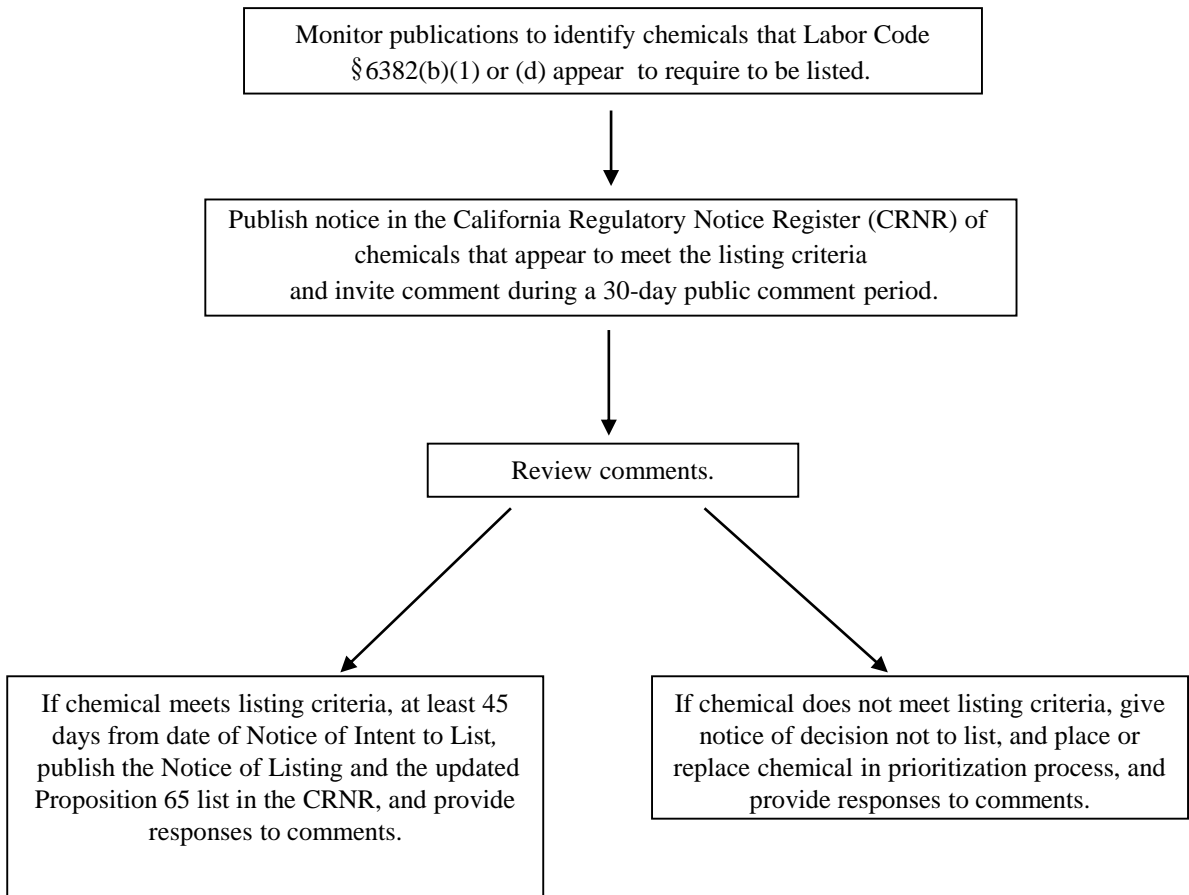 Monitor publications to identify chemicals that Labor Code
§6382(b)(1) or (d) appear to require to be listed.
Publish notice in the California Regulatory Notice Register (CRNR) of
chemicals that appear to meet the listing criteria
and invite comment during a 30-day public comment period.
Review comments.
If chemical meets listing criteria, at least 45
days from date of Notice of Intent to List,
publish the Notice of Listing and the updated
Proposition 65 list in the CRNR, and provide
responses to comments.
If chemical does not meet listing criteria, give
notice of decision not to list, and place or
replace chemical in prioritization process, and
provide responses to comments.